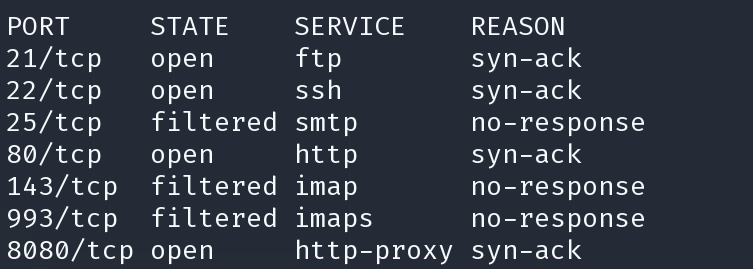 PORT     STATE    SERVICE    REASON
21/tcp   open     ftp        syn-ack
22/tcp   open     ssh        syn-ack
25/tcp   filtered smtp       no-response
80/tcp   open     http       syn-ack
143/tcp  filtered imap       no-response
993/tcp  filtered imaps      no-response
8080/tcp open     http-proxy syn-ack